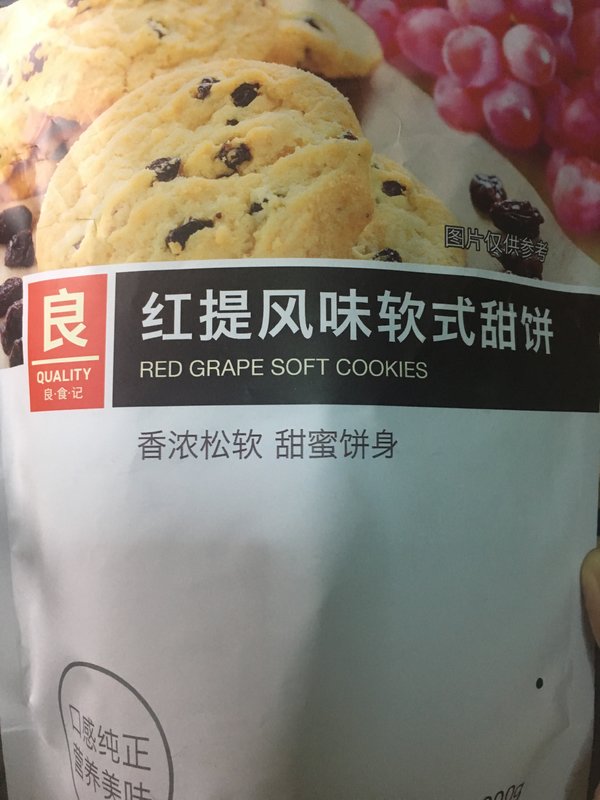 图片仅供参考
良
QUALITY
良·食·记
红提风味软式甜饼
RED GRAPE SOFT COOKIES
香浓松软 甜蜜饼身
口感纯正
营养美味